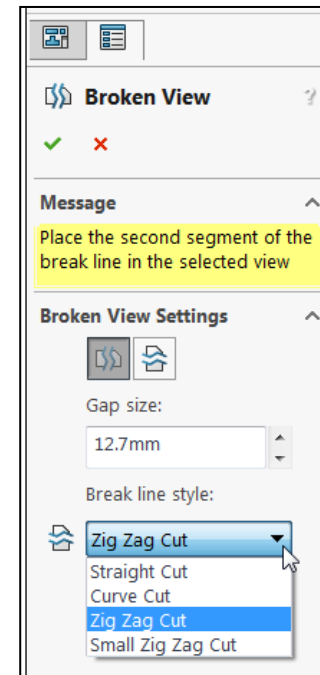 Broken View
?
Message
Place the second segment of the
break line in the selected view
Broken View Settings
Gap size:
12.7mm
Break line style:
Zig Zag Cut
Straight Cut
Curve Cut
Zig Zag Cut
Small Zig Zag Cut